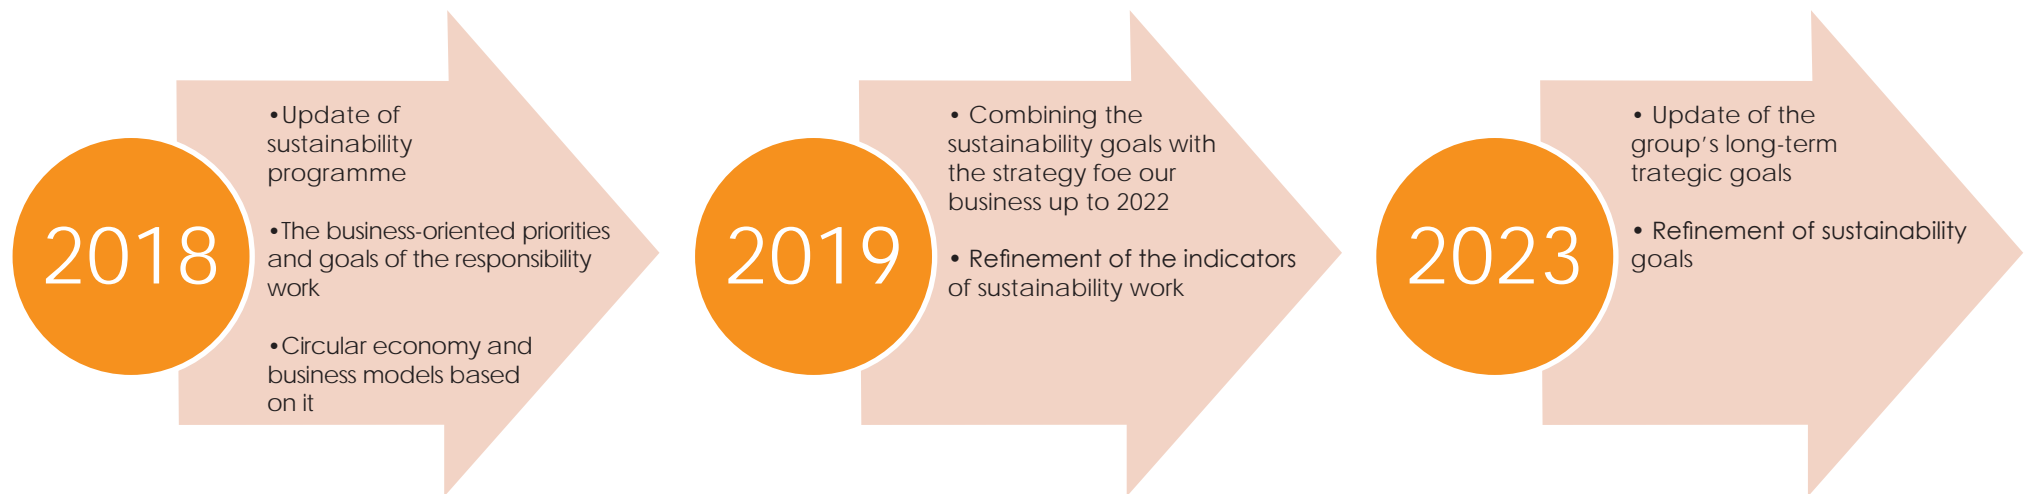 2018
•Update of
sustainability
programme
•The business-oriented priorities
and goals of the responsibility
work
•Circular economy and
business models based
on it
2019
• Combining the
sustainability goals with
the strategy foe our
business up to 2022
• Refinement of the indicators
of sustainability work
2023
• Update of the
group's long-term
trategic goals
• Refinement of sustainability
goals